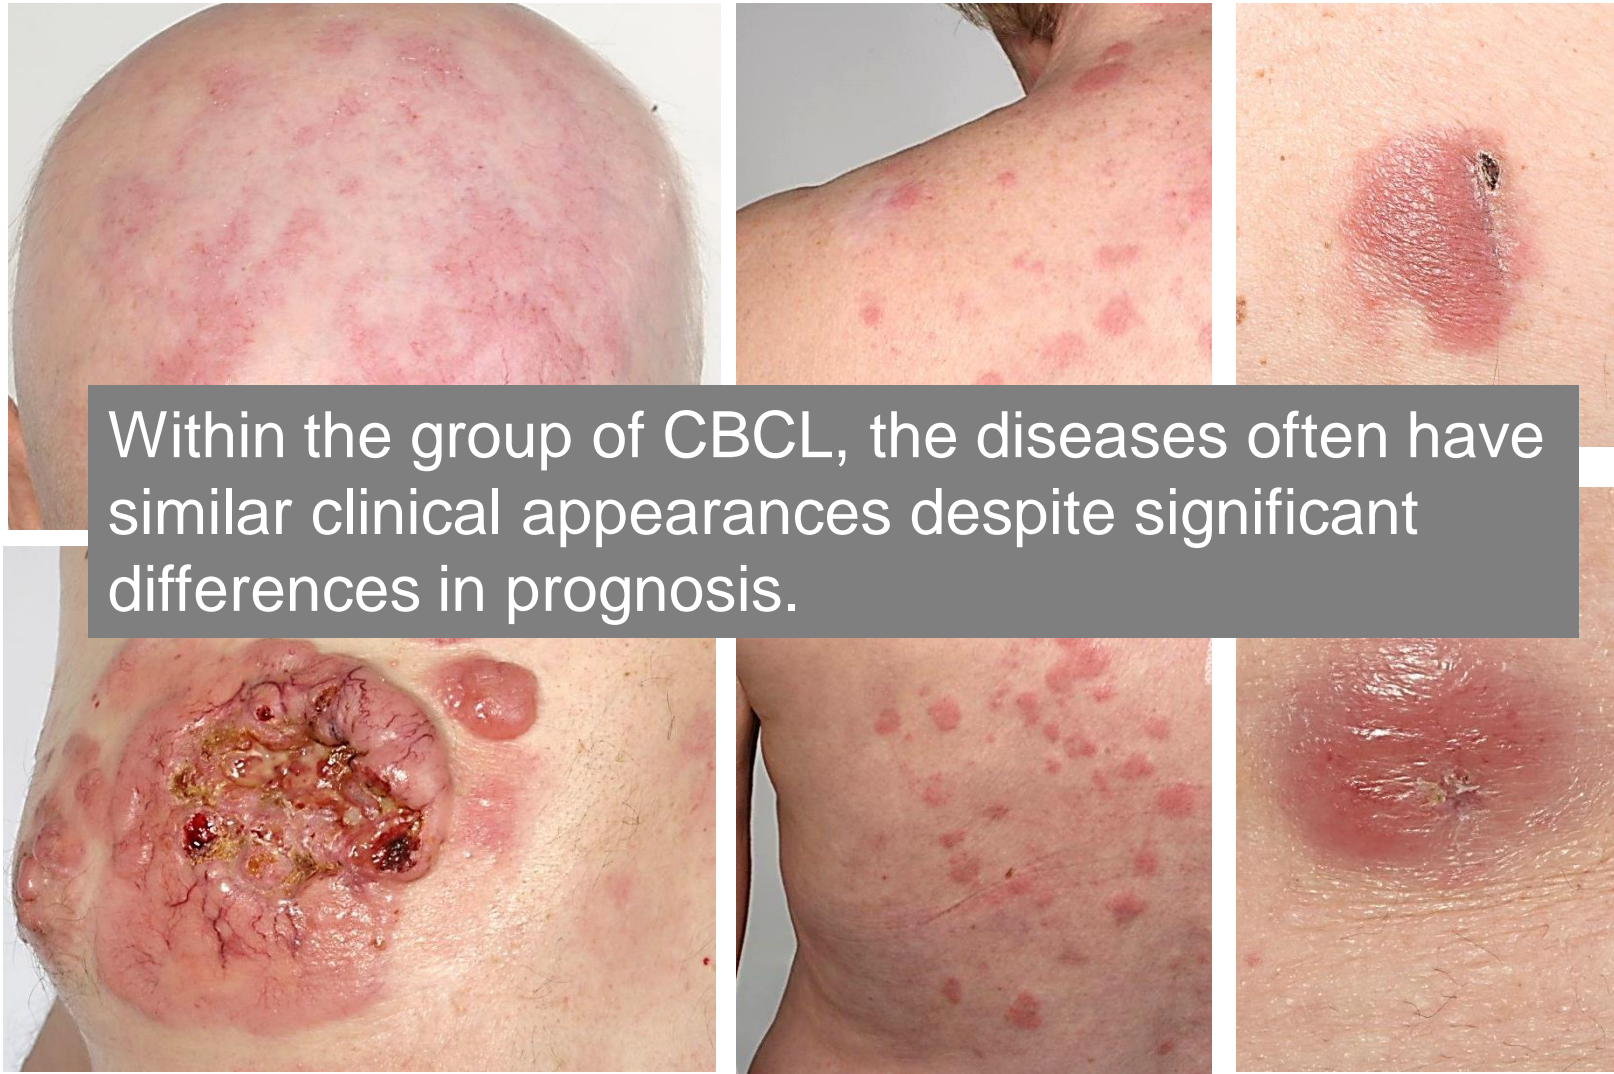 Within the group of CBCL, the diseases often have
similar clinical appearances despite significant
differences in prognosis.